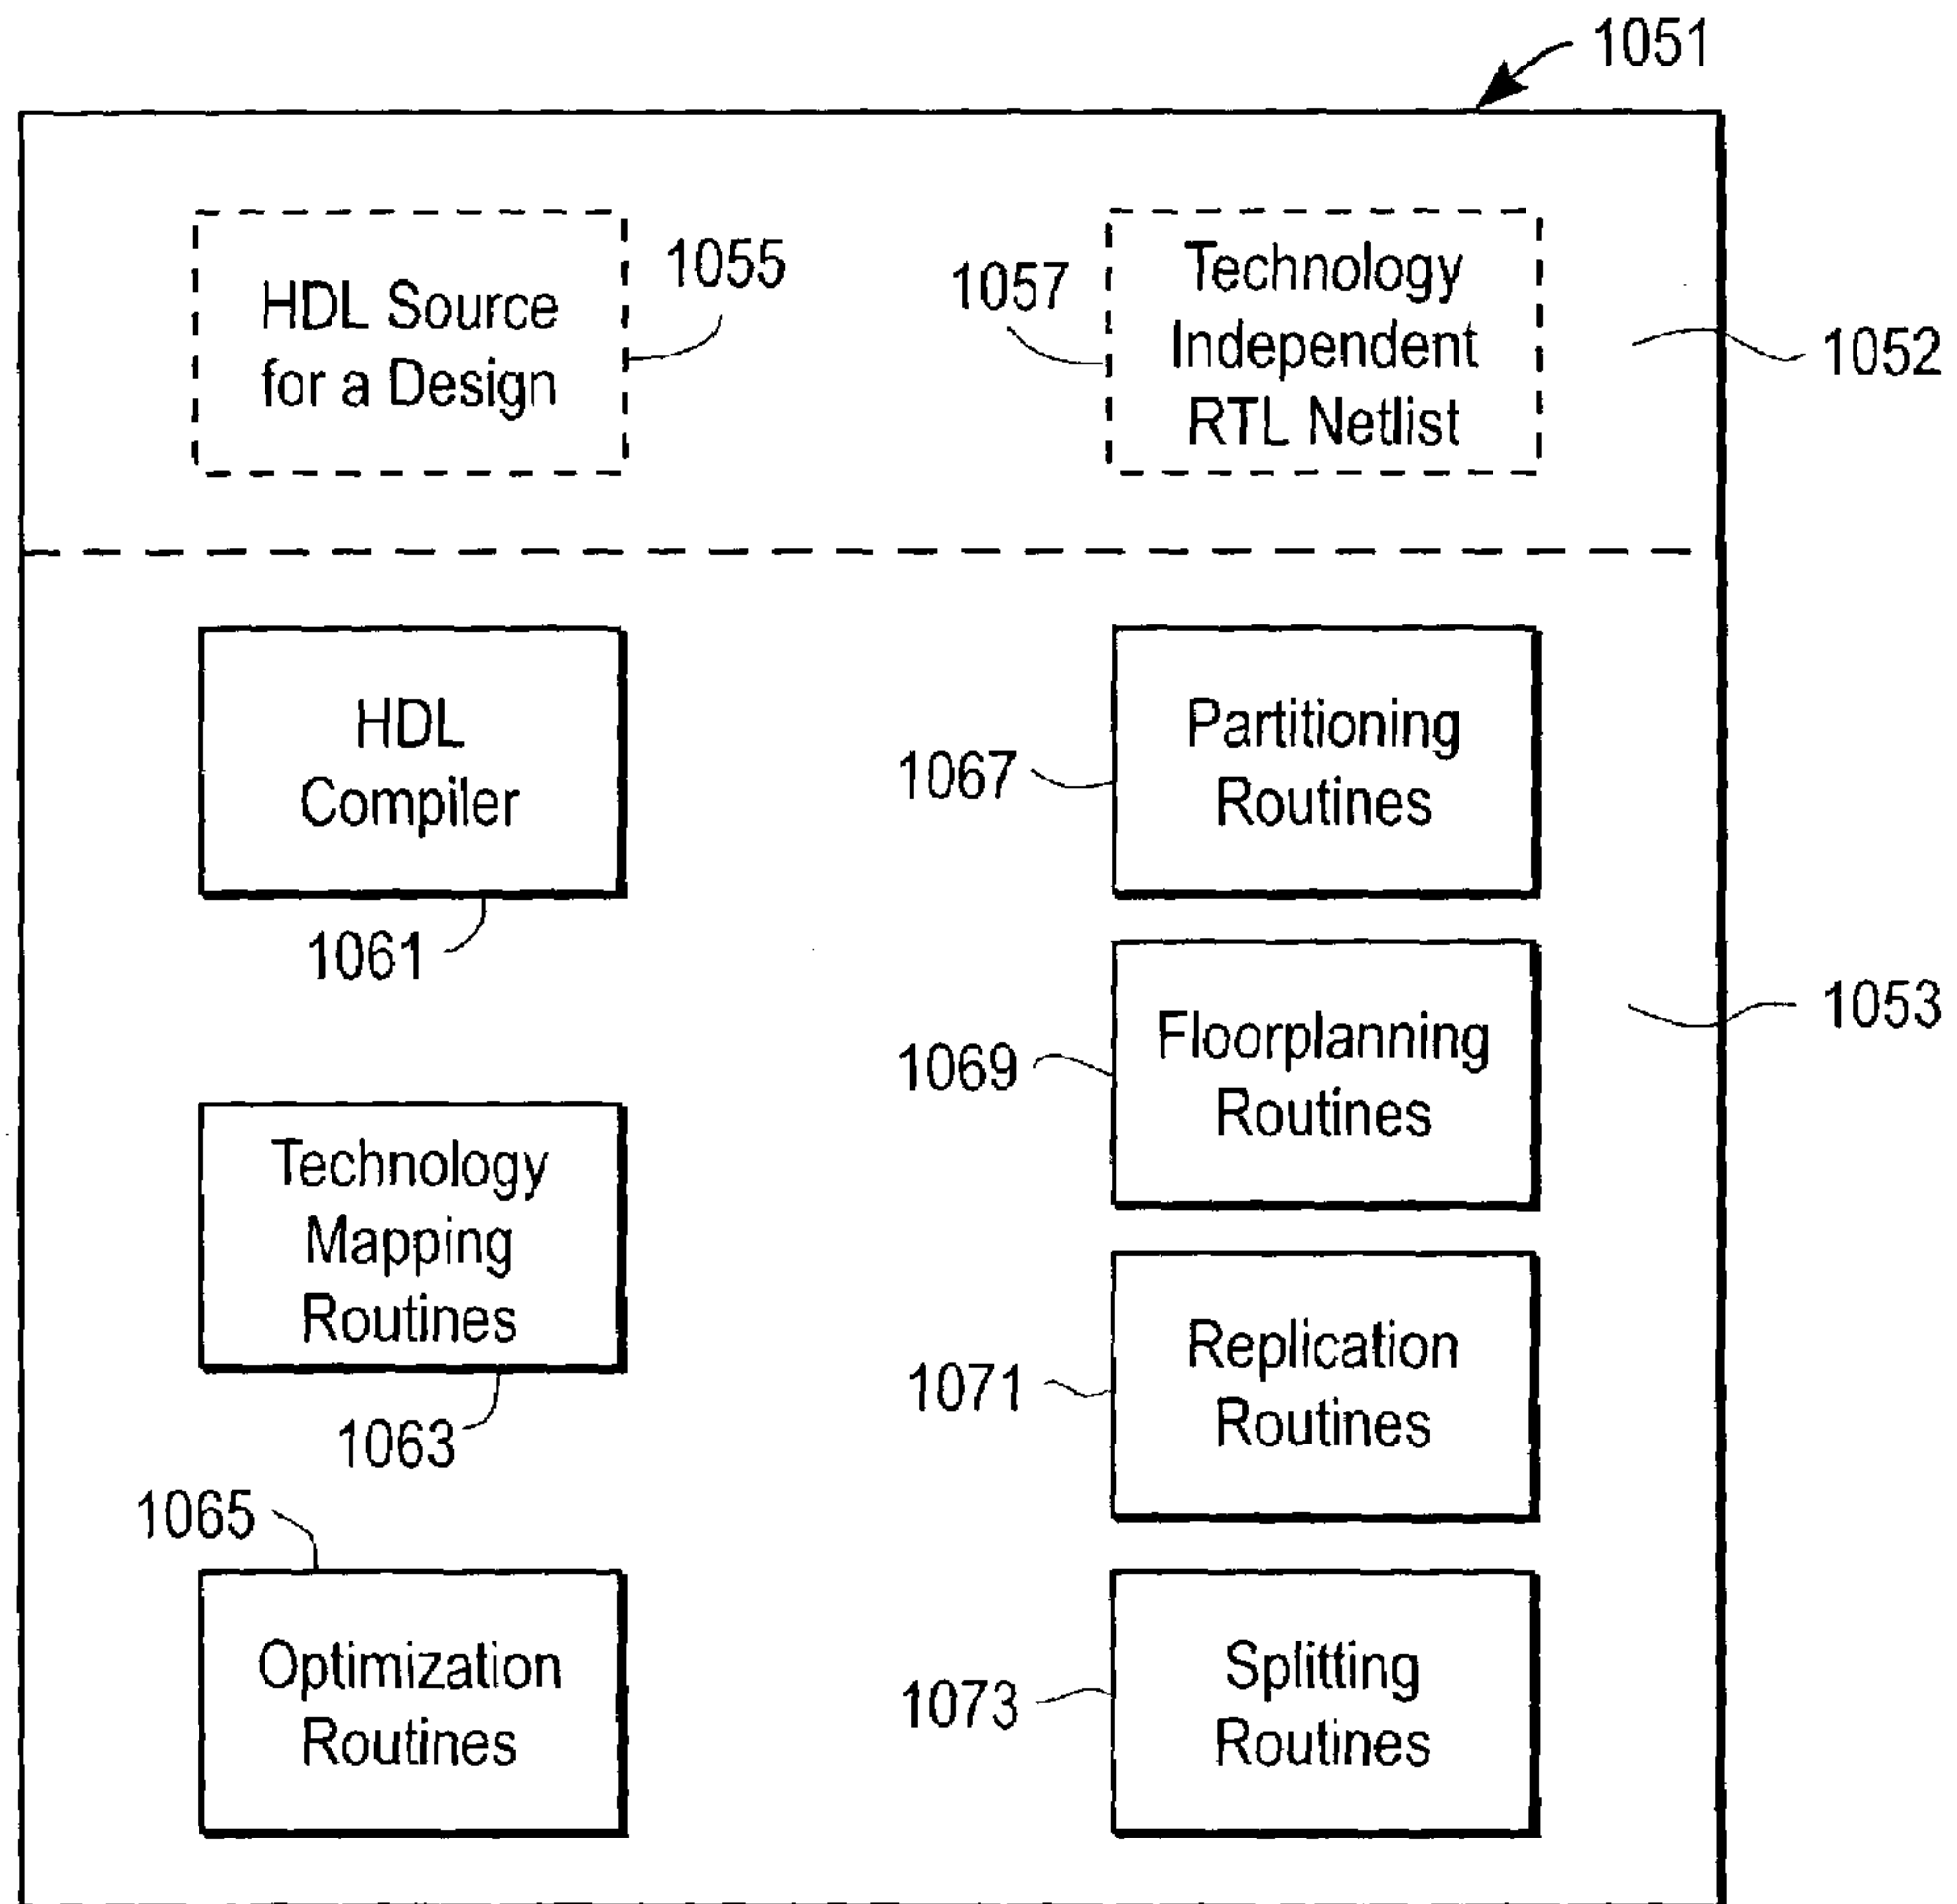 1051
HDL Source
for a Design
1055
1057
Technology
Independent
RTL Netlist
1052
HDL
Compiler
1061
1067
Partitioning
Routines
1069
Floorplanning
Routines
1053
Technology
Mapping
Routines
1063
1071
Replication
Routines
1065
Optimization
Routines
1073
Splitting
Routines